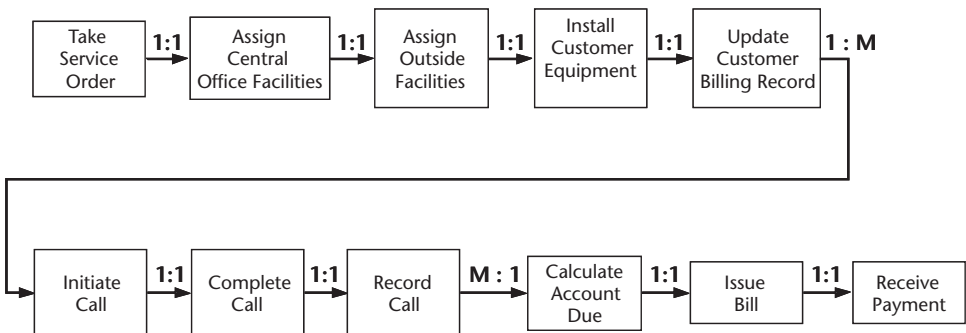 Take
Service
Order
1:1
Assign
Central
Office Facilities
1:1
Assign
Outside
Facilities
1:1
Install
Customer
Equipment
1:1
Update
Customer
Billing Record
1 : M
Initiate
Call
1:1
Complete
Call
1:1
Record
Call
M : 1
Calculate
Account
Due
1:1
Issue
Bill
1:1
Receive
Payment